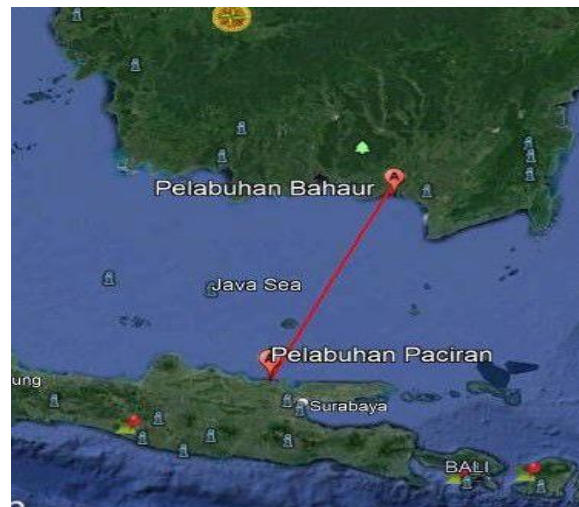 A
Pelabuhan Bahaur
Java Sea
Pelabuhan Paciran
ung
Surabaya
BALI